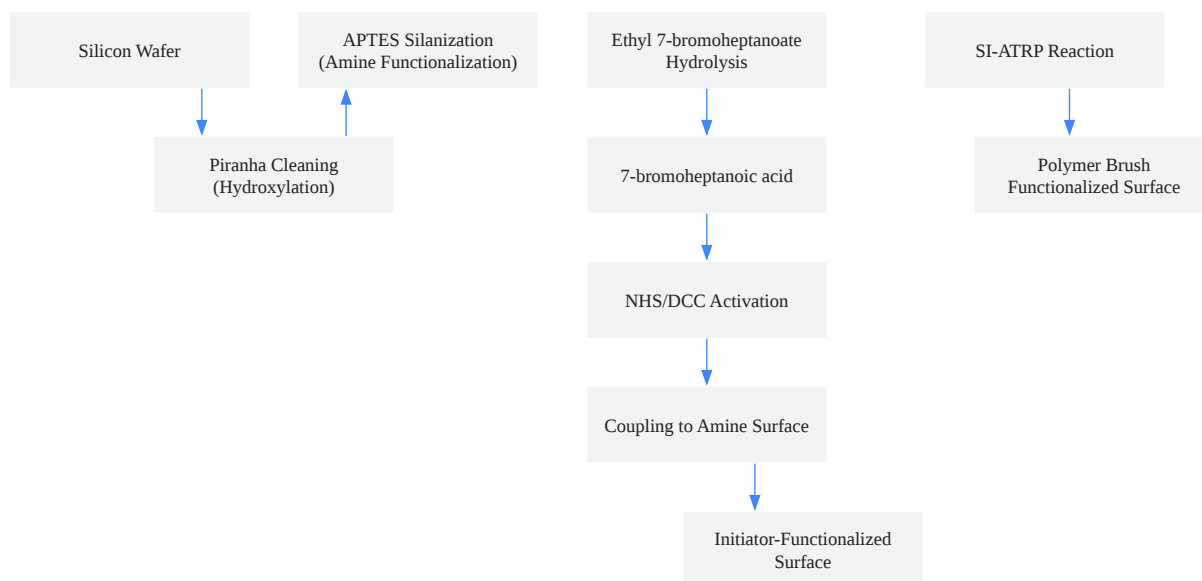 Silicon Wafer
Piranha Cleaning
(Hydroxylation)
APTES Silanization
(Amine Functionalization)
Ethyl 7-bromoheptanoate
Hydrolysis
7-bromoheptanoic acid
NHS/DCC Activation
Coupling to Amine Surface
Initiator-Functionalized
Surface
SI-ATRP Reaction
Polymer Brush
Functionalized Surface